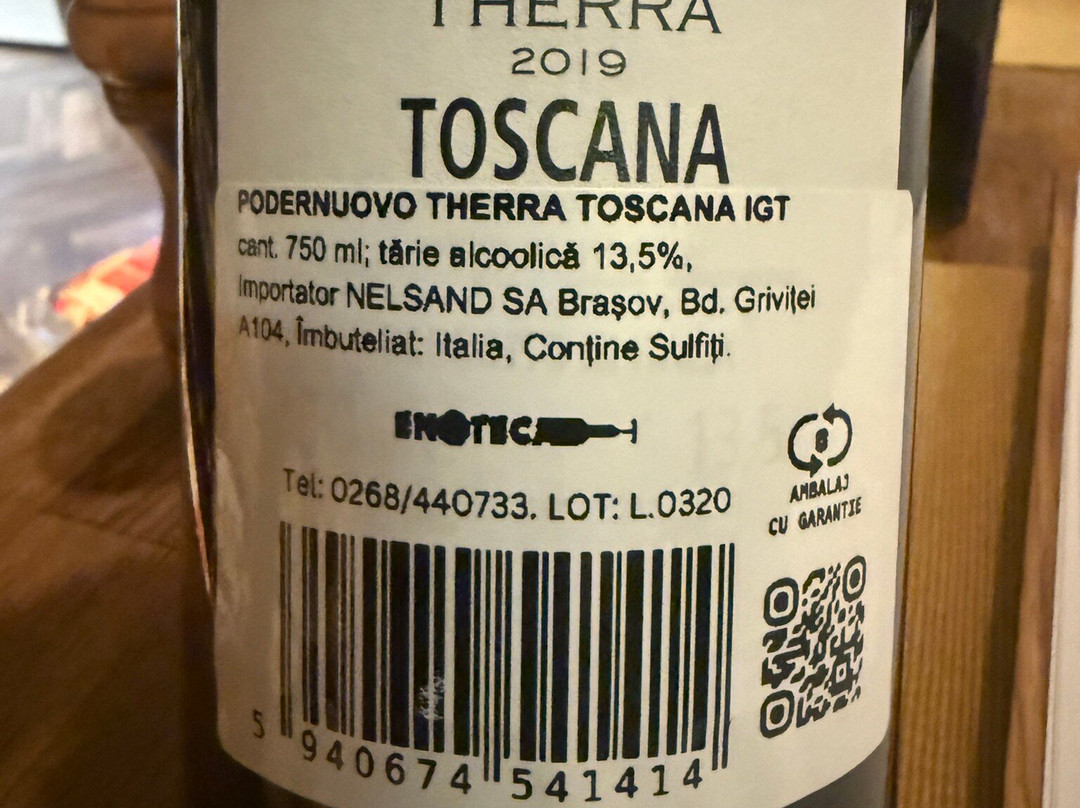 THERRA
2019
TOSCANA
PODERNUOVO THERRA TOSCANA IGT
cant. 750 ml; tărie alcoolică 13,5%,
Importator NELSAND SA Brașov, Bd. Griviței
A104, Îmbuteliat: Italia, Conține Sulfiți.
ENOTECA
Tel: 0268/440733. LOT: L.0320
AMBALAJ
CU GARANȚIE
5 940674 541414